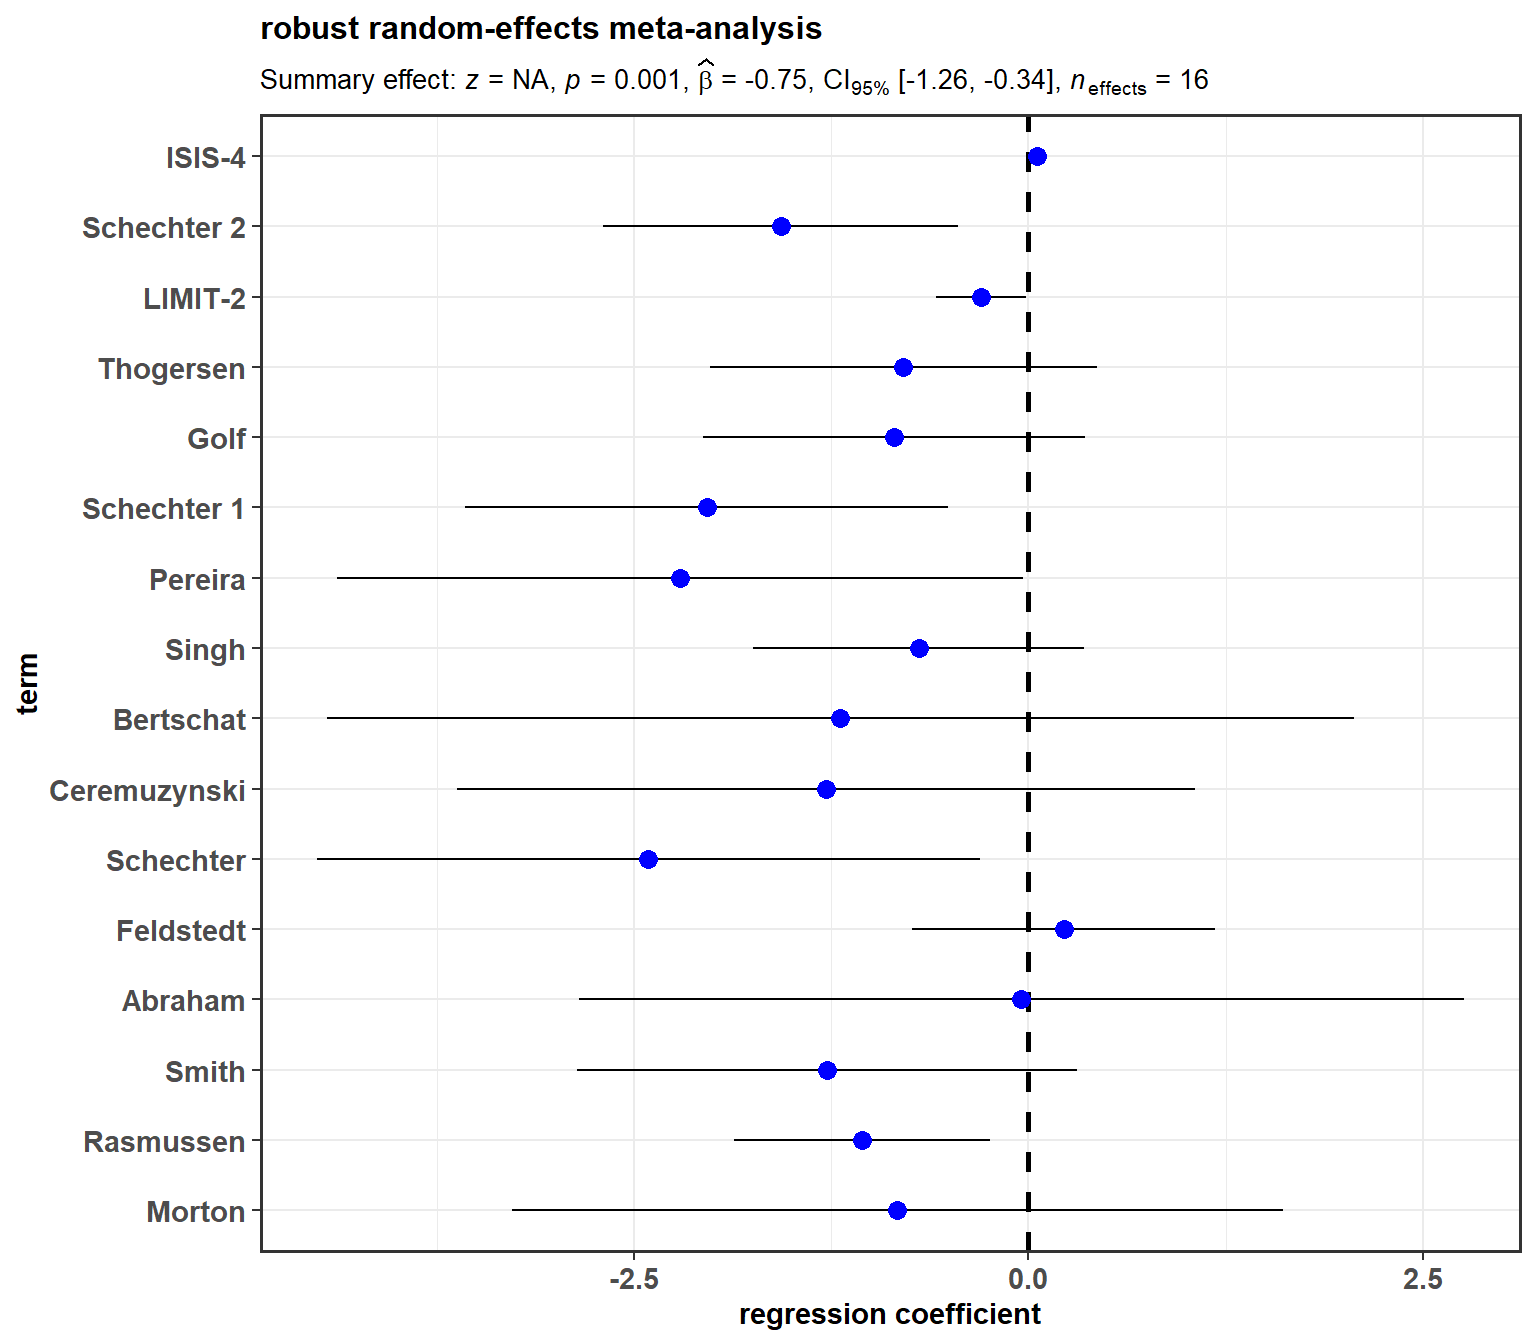 robust random-effects meta-analysis
Summary effect: z = NA, p = 0.001, β̂ = -0.75, CI95% [-1.26, -0.34], neffects = 16
ISIS-4
Schechter 2
LIMIT-2
Thogersen
Golf
Schechter 1
Pereira
Singh
Bertschat
Ceremuzynski
Schechter
Feldstedt
Abraham
Smith
Rasmussen
Morton
term
-2.5 0.0 2.5
regression coefficient